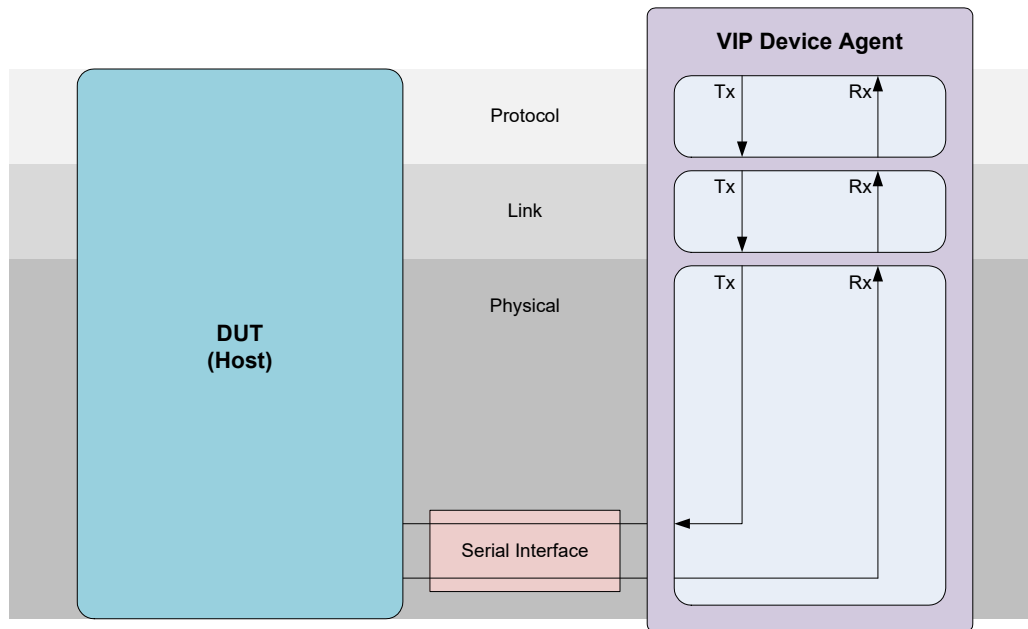 VIP Device Agent
Tx
Rx
Protocol
Tx
Rx
Link
Tx
Rx
Physical
DUT
(Host)
Serial Interface